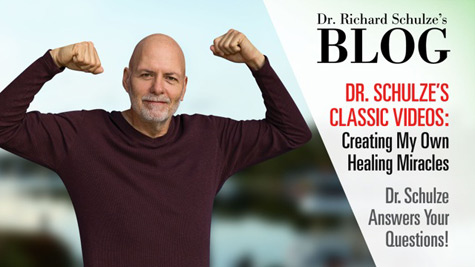 Dr. Richard Schulze's
BLOG
DR. SCHULZE'S
CLASSIC VIDEOS:
Creating My Own
Healing Miracles
Dr. Schulze
Answers Your
Questions!